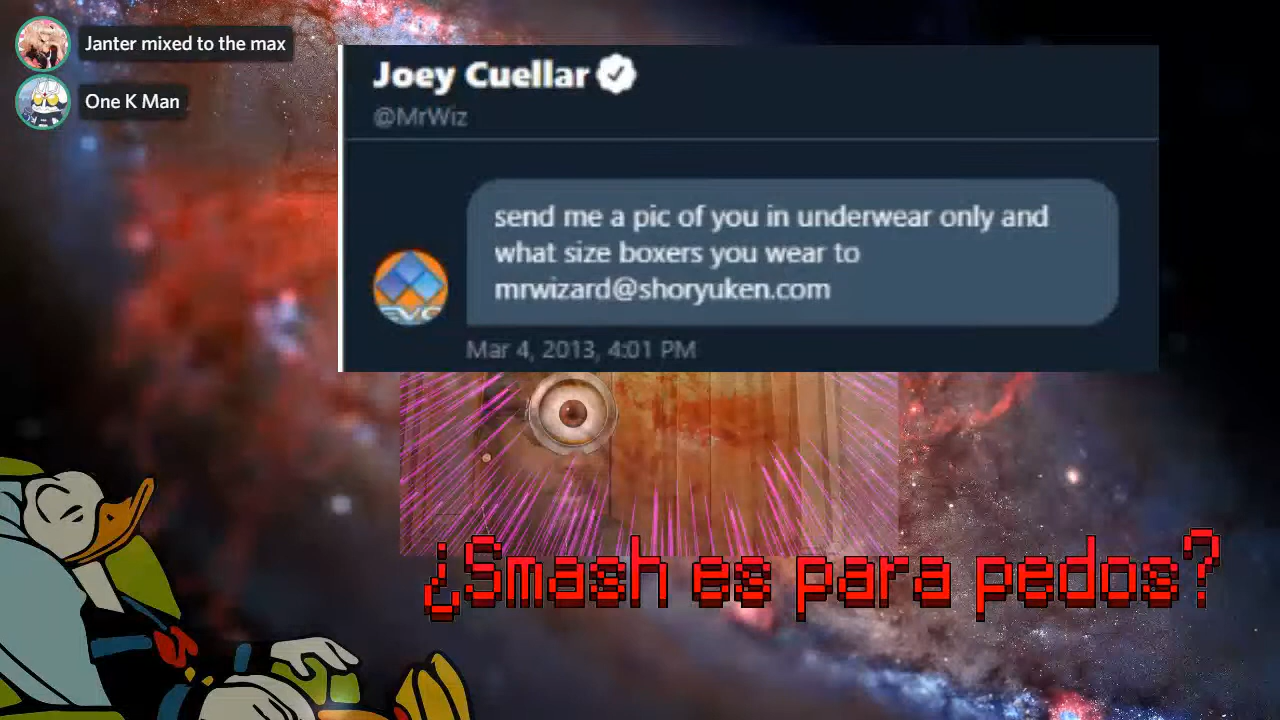 Janter mixed to the max
One K Man
Joey Cuellar
@MrWiz
send me a pic of you in underwear only and
what size boxers you wear to
mrwizard@shoryuken.com
EVO
Mar 4, 2013, 4:01 PM
¿Smash es para pedos?